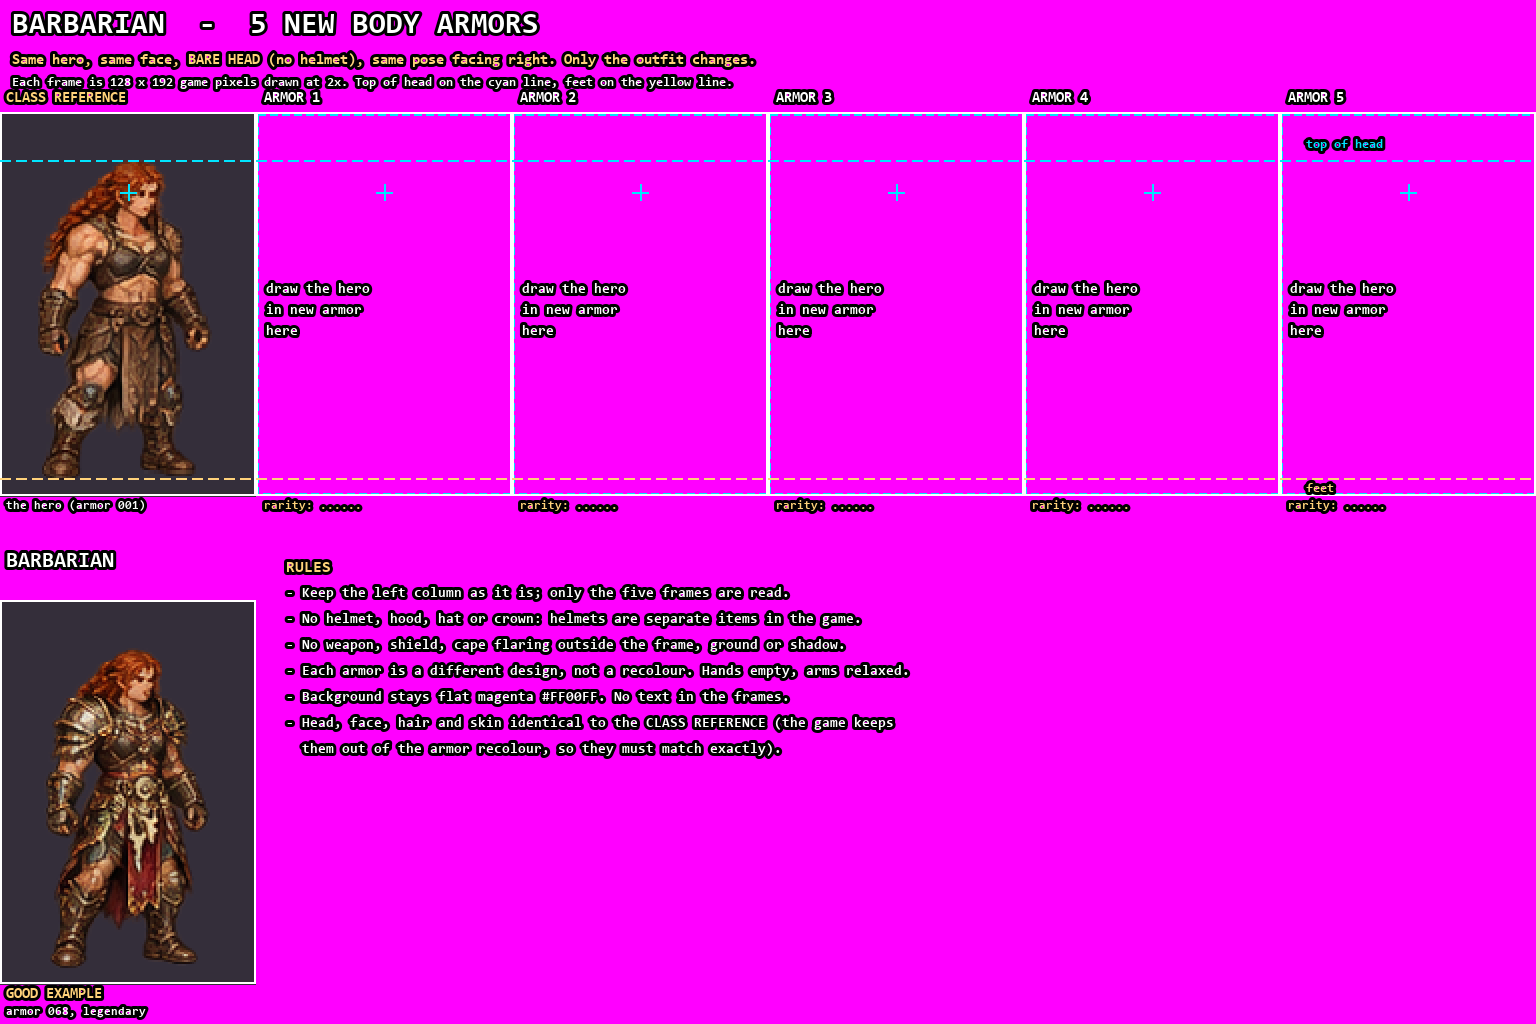 BARBARIAN - 5 NEW BODY ARMORS
Same hero, same face, BARE HEAD (no helmet), same pose facing right. Only the outfit changes.
Each frame is 128 x 192 game pixels drawn at 2x. Top of head on the cyan line, feet on the yellow line.
CLASS REFERENCE
ARMOR 1
ARMOR 2
ARMOR 3
ARMOR 4
ARMOR 5
top of head
draw the hero
in new armor
here
draw the hero
in new armor
here
draw the hero
in new armor
here
draw the hero
in new armor
here
draw the hero
in new armor
here
feet
the hero (armor 001)
rarity: ......
rarity: ......
rarity: ......
rarity: ......
rarity: ......
BARBARIAN
RULES
- Keep the left column as it is; only the five frames are read.
- No helmet, hood, hat or crown: helmets are separate items in the game.
- No weapon, shield, cape flaring outside the frame, ground or shadow.
- Each armor is a different design, not a recolour. Hands empty, arms relaxed.
- Background stays flat magenta #FF00FF. No text in the frames.
- Head, face, hair and skin identical to the CLASS REFERENCE (the game keeps
them out of the armor recolour, so they must match exactly).
GOOD EXAMPLE
armor 068, legendary